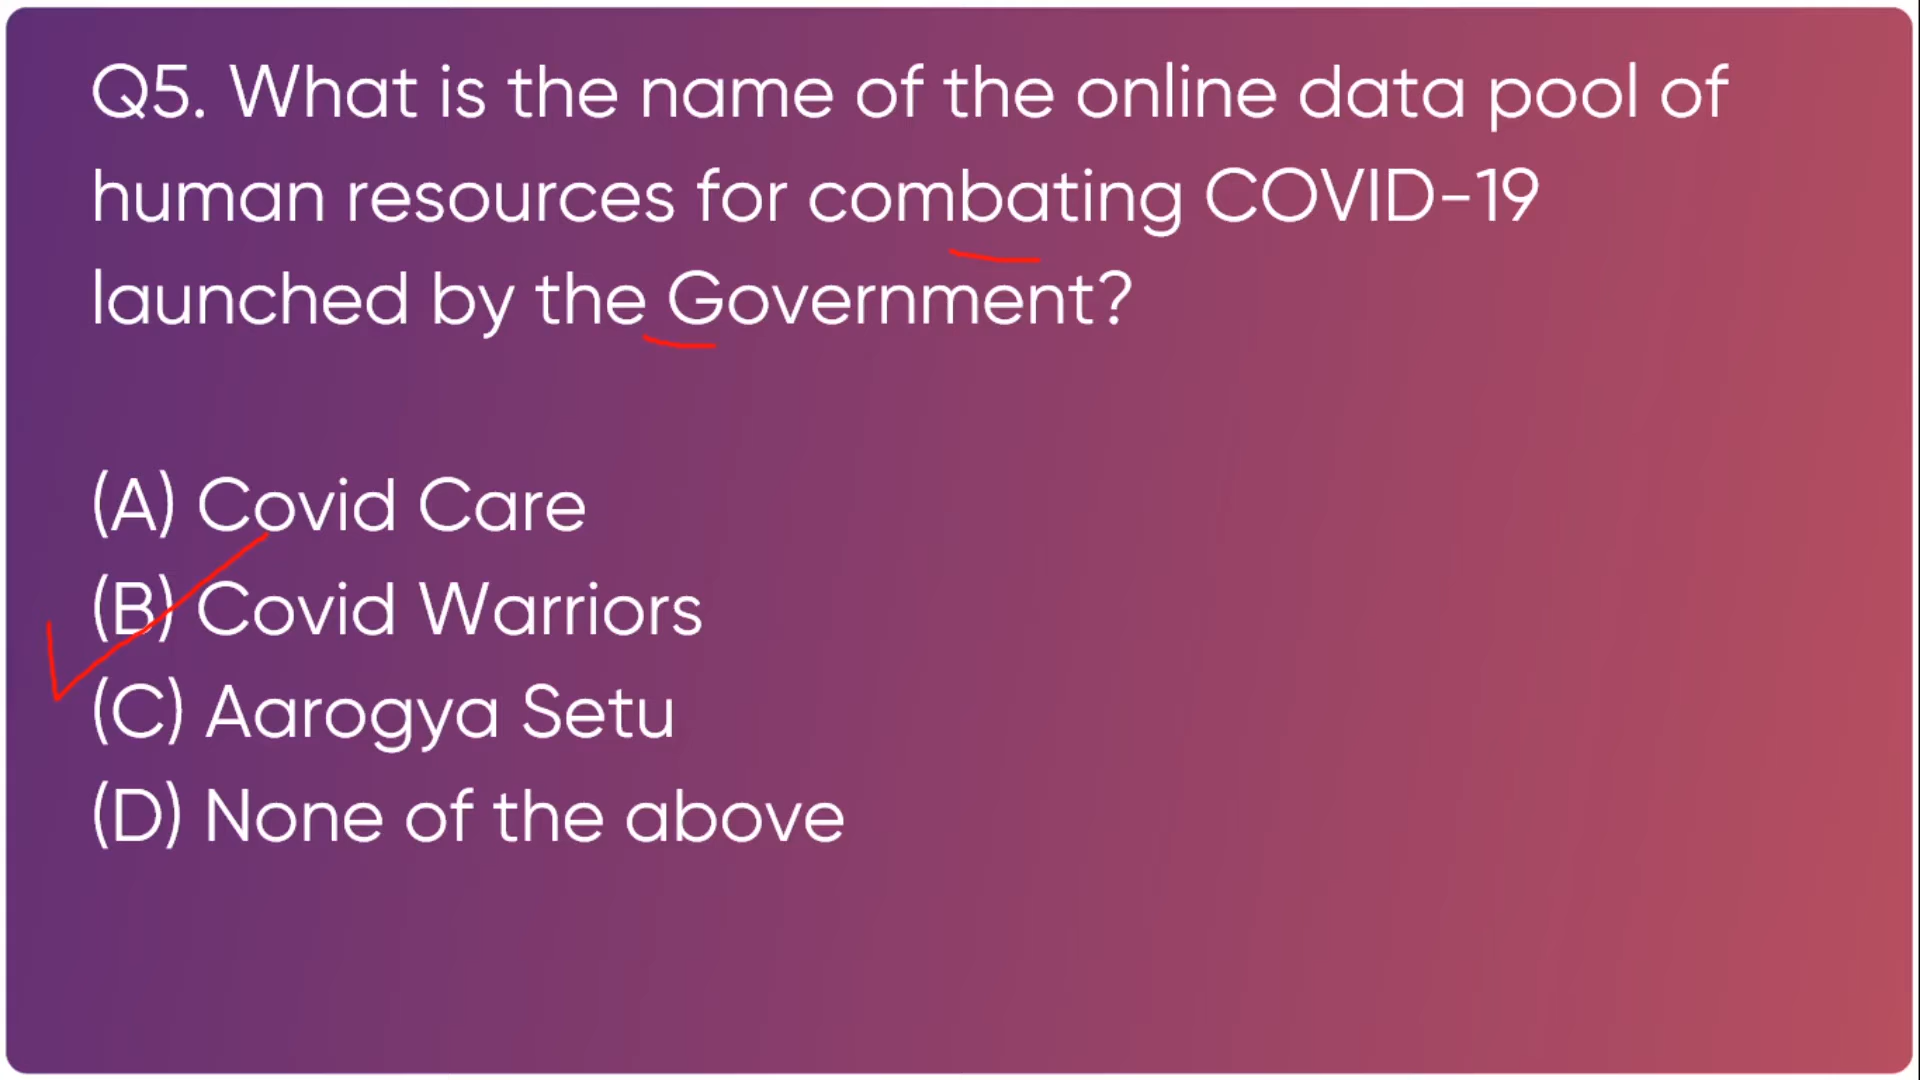 Q5. What is the name of the online data pool of
human resources for combating COVID-19
launched by the Government?
(A) Covid Care
(B) Covid Warriors
(C) Aarogya Setu
(D) None of the above